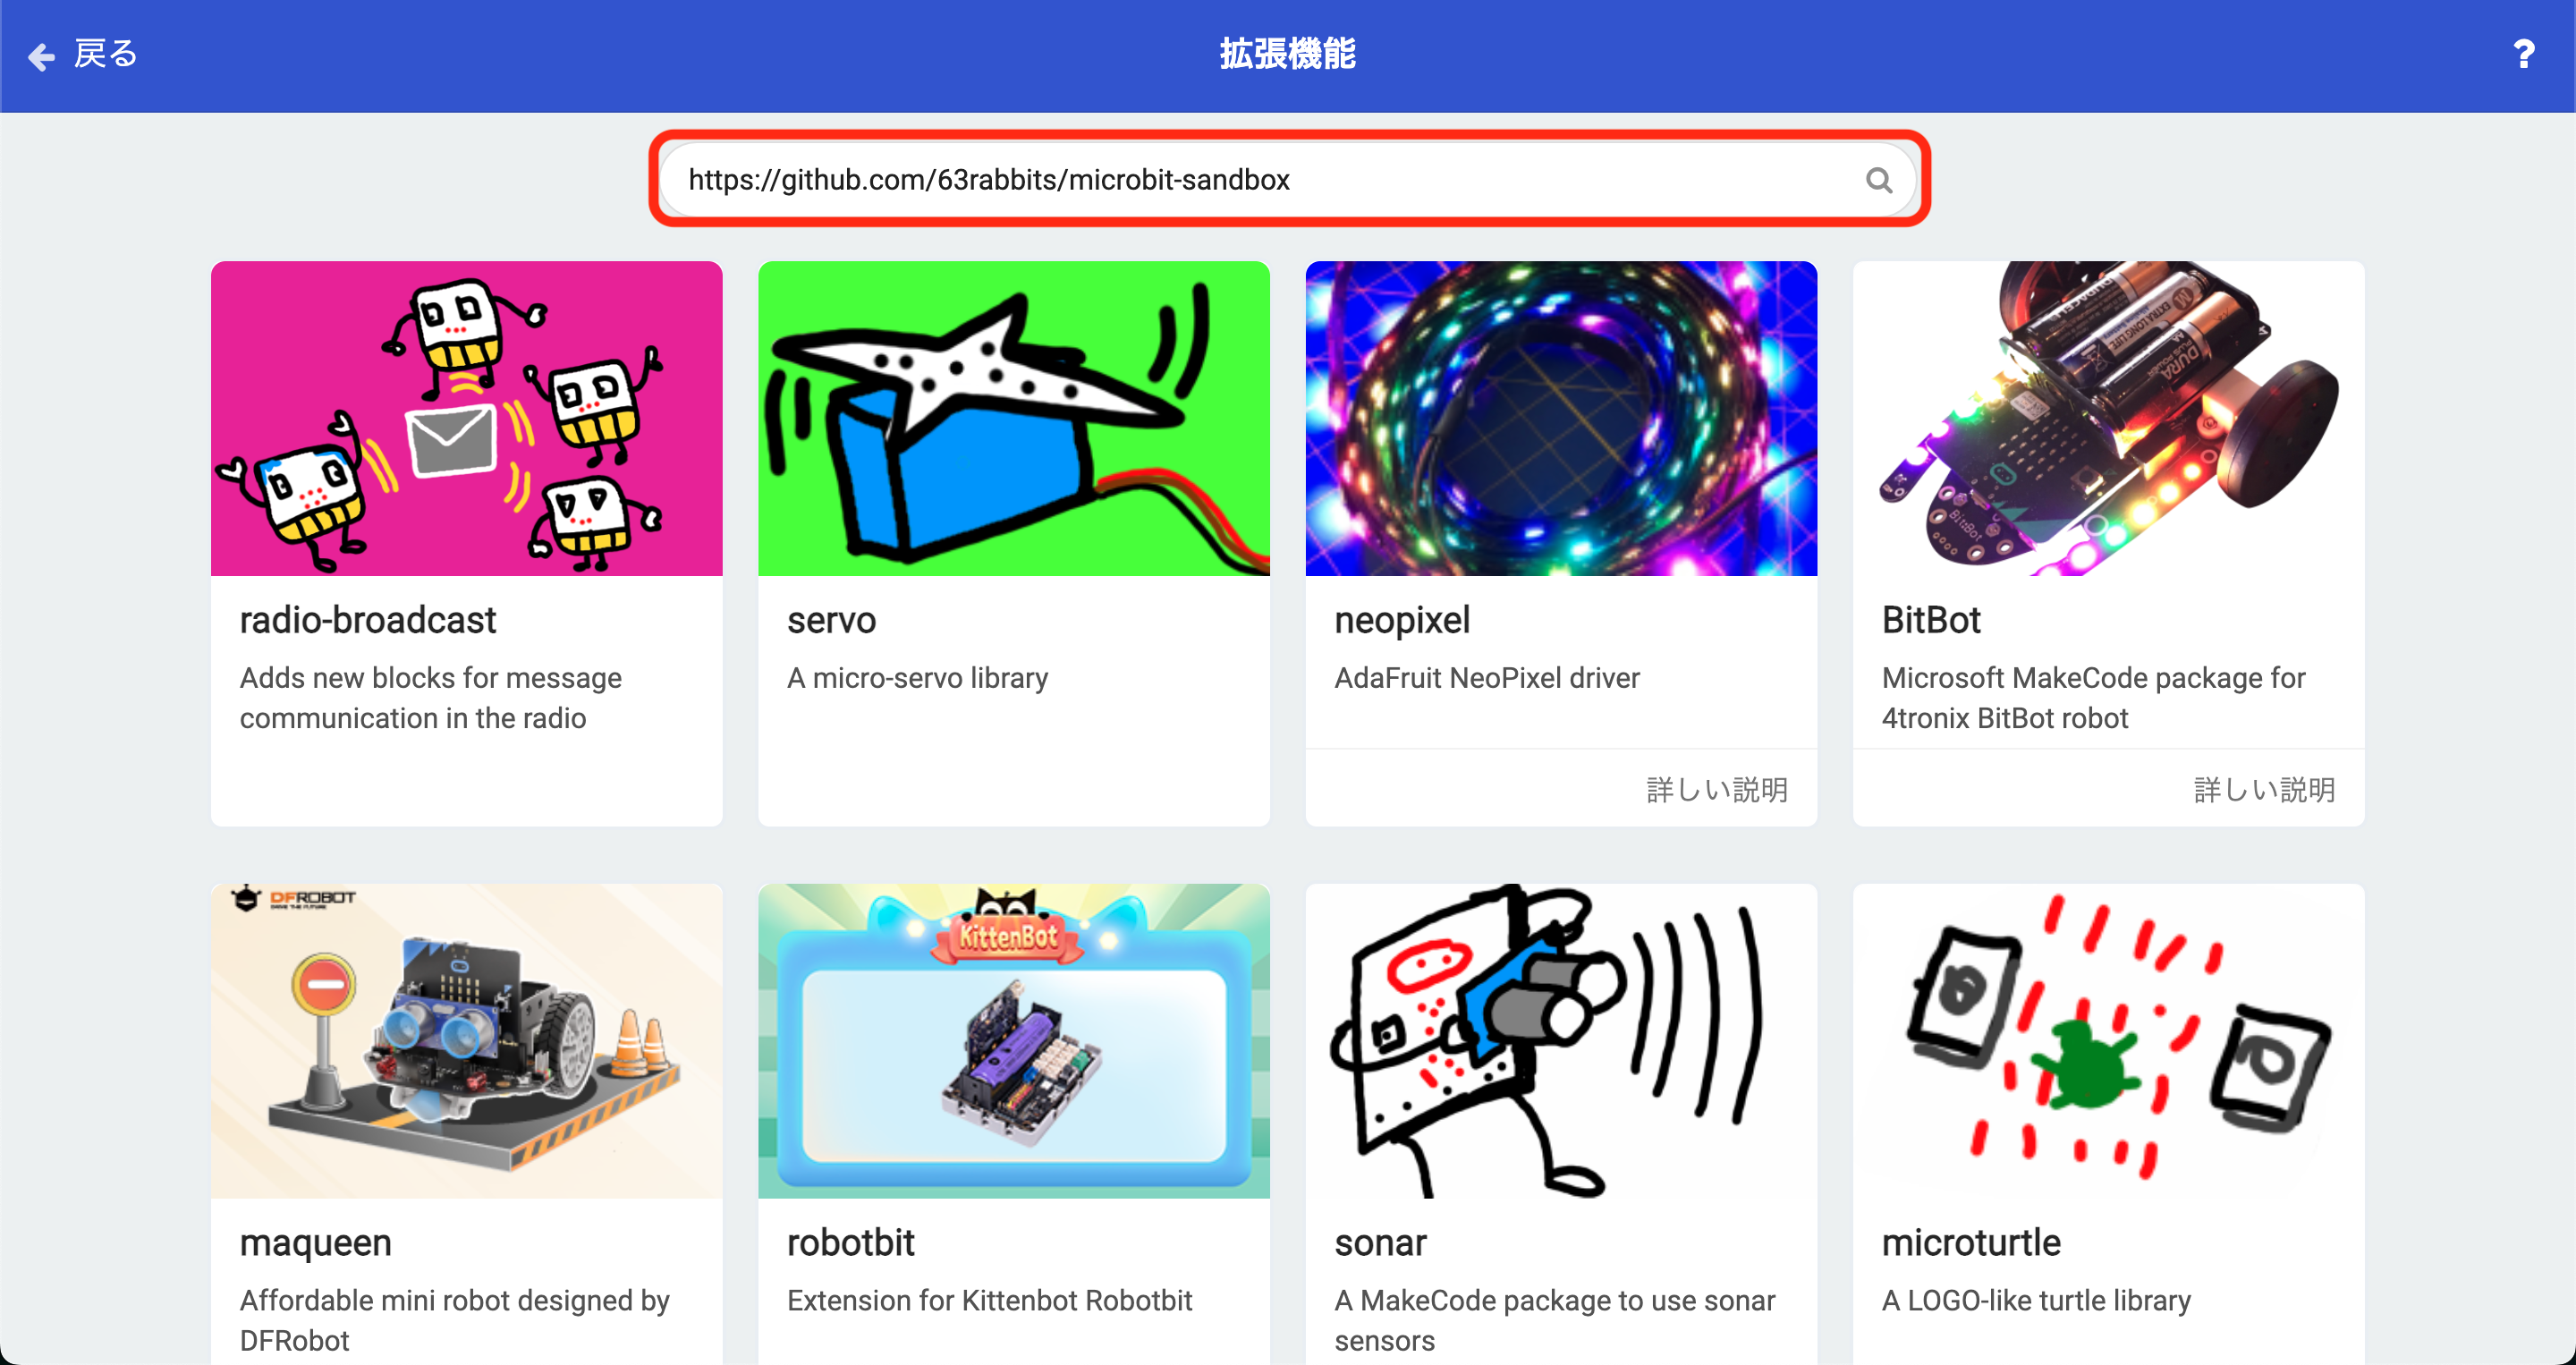 戻る
拡張機能
?
https://github.com/63rabbits/microbit-sandbox
radio-broadcast
Adds new blocks for message
communication in the radio
servo
A micro-servo library
neopixel
AdaFruit NeoPixel driver
詳しい説明
BitBot
Microsoft MakeCode package for
4tronix BitBot robot
詳しい説明
DFROBOT
DRIVE THE FUTURE
maqueen
Affordable mini robot designed by
DFRobot
KittenBot
robotbit
Extension for Kittenbot Robotbit
sonar
A MakeCode package to use sonar
sensors
microturtle
A LOGO-like turtle library